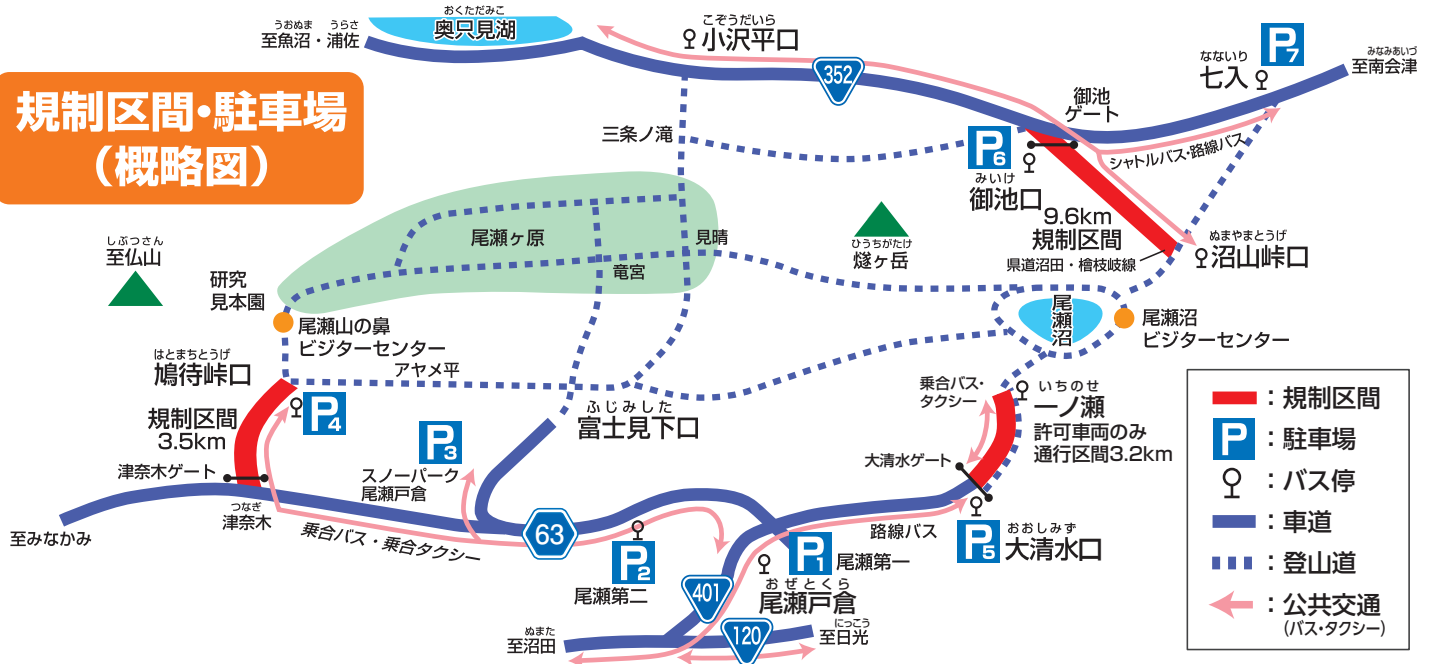 規制区間・駐車場
（概略図）
うおぬま うらさ
至魚沼・浦佐
おくただみこ
奥只見湖
こぞうだいら
小沢平口
352
なないり
七入
P7
みなみあいづ
至南会津
御池
ゲート
シャトルバス・路線バス
三条ノ滝
P6
みいけ
御池口
9.6km
規制区間
県道沼田・檜枝岐線
ぬまやまとうげ
沼山峠口
しぶつさん
至仏山
尾瀬ヶ原
見晴
竜宮
ひうちがたけ
燧ヶ岳
研究
見本園
尾瀬山の鼻
ビジターセンター
尾瀬沼
尾瀬沼
ビジターセンター
はとまちとうげ
鳩待峠口
アヤメ平
規制区間
3.5km
P4
ふじみした
富士見下口
P3
スノーパーク
尾瀬戸倉
乗合バス・
タクシー
いちのせ
一ノ瀬
許可車両のみ
通行区間3.2km
大清水ゲート
津奈木ゲート
つなぎ
津奈木
至みなかみ
乗合バス・乗合タクシー
63
P2
尾瀬第二
路線バス
P5
おおしみず
大清水口
P1
尾瀬第一
おぜとくら
尾瀬戸倉
401
120
ぬまた
至沼田
にっこう
至日光
：規制区間
P：駐車場
：バス停
：車道
：登山道
：公共交通
(バス・タクシー)